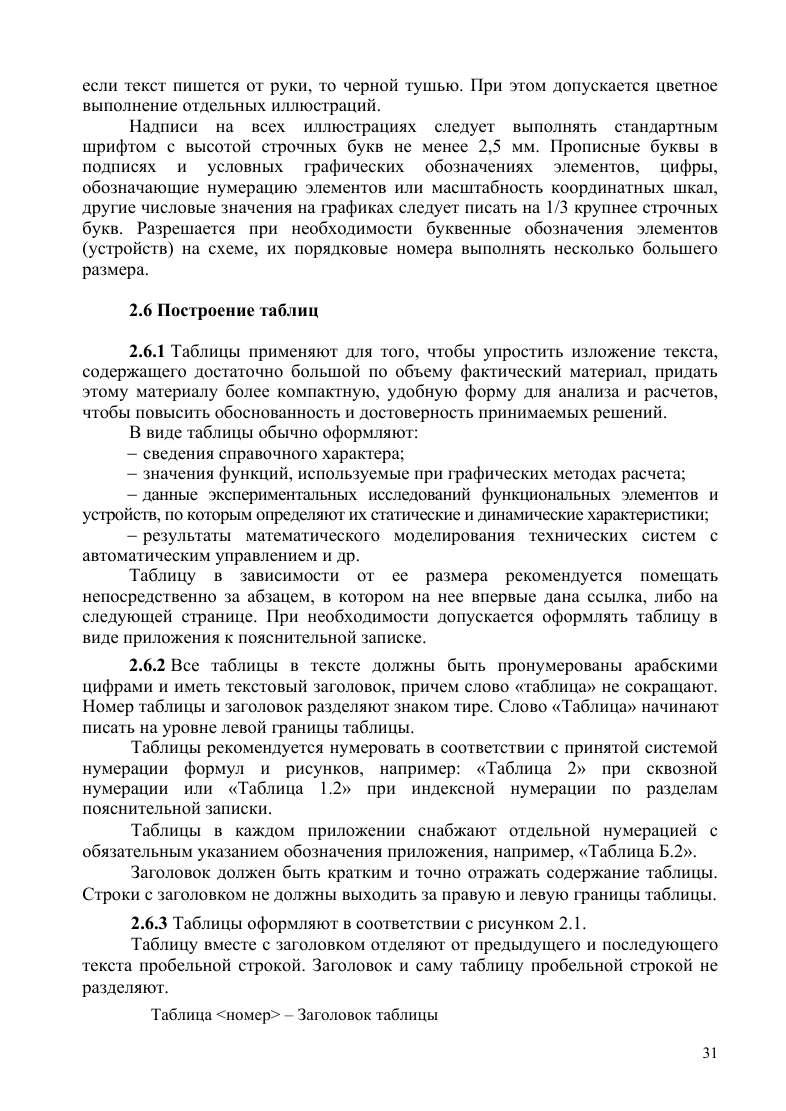 если текст пишется от руки, то черной тушью. При этом допускается цветное
выполнение отдельных иллюстраций.
Надписи на всех иллюстрациях следует выполнять стандартным
шрифтом с высотой строчных букв не менее 2,5 мм. Прописные буквы в
подписях и условных графических обозначениях элементов, цифры,
обозначающие нумерацию элементов или масштабность координатных шкал,
другие числовые значения на графиках следует писать на 1/3 крупнее строчных
букв. Разрешается при необходимости буквенные обозначения элементов
(устройств) на схеме, их порядковые номера выполнять несколько большего
размера.
2.6 Построение таблиц
2.6.1 Таблицы применяют для того, чтобы упростить изложение текста,
содержащего достаточно большой по объему фактический материал, придать
этому материалу более компактную, удобную форму для анализа и расчетов,
чтобы повысить обоснованность и достоверность принимаемых решений.
В виде таблицы обычно оформляют:
– сведения справочного характера;
– значения функций, используемые при графических методах расчета;
– данные экспериментальных исследований функциональных элементов и
устройств, по которым определяют их статические и динамические характеристики;
– результаты математического моделирования технических систем с
автоматическим управлением и др.
Таблицу в зависимости от ее размера рекомендуется помещать
непосредственно за абзацем, в котором на нее впервые дана ссылка, либо на
следующей странице. При необходимости допускается оформлять таблицу в
виде приложения к пояснительной записке.
2.6.2 Все таблицы в тексте должны быть пронумерованы арабскими
цифрами и иметь текстовый заголовок, причем слово «таблица» не сокращают.
Номер таблицы и заголовок разделяют знаком тире. Слово «Таблица» начинают
писать на уровне левой границы таблицы.
Таблицы рекомендуется нумеровать в соответствии с принятой системой
нумерации формул и рисунков, например: «Таблица 2» при сквозной
нумерации или «Таблица 1.2» при индексной нумерации по разделам
пояснительной записки.
Таблицы в каждом приложении снабжают отдельной нумерацией с
обязательным указанием обозначения приложения, например, «Таблица Б.2».
Заголовок должен быть кратким и точно отражать содержание таблицы.
Строки с заголовком не должны выходить за правую и левую границы таблицы.
2.6.3 Таблицы оформляют в соответствии с рисунком 2.1.
Таблицу вместе с заголовком отделяют от предыдущего и последующего
текста пробельной строкой. Заголовок и саму таблицу пробельной строкой не
разделяют.
Таблица <номер> – Заголовок таблицы
31